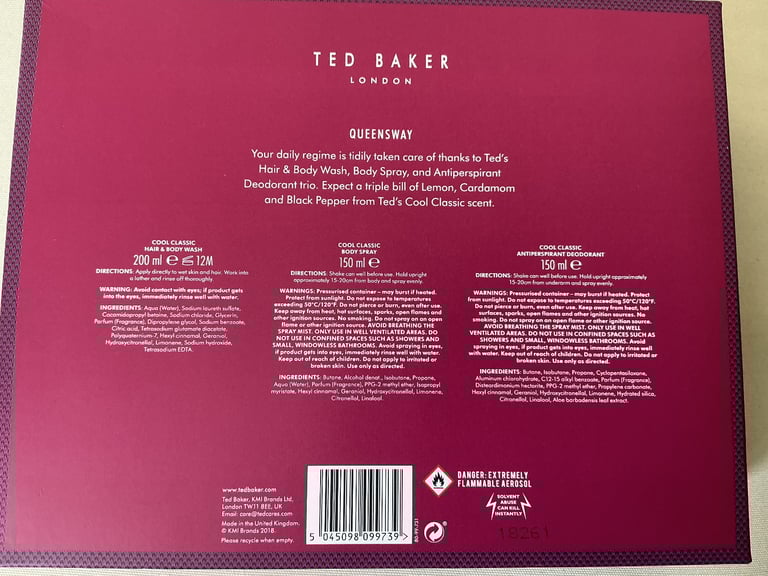 TED BAKER
LONDON
QUEENSWAY
Your daily regime is tidily taken care of thanks to Ted's
Hair & Body Wash, Body Spray, and Antiperspirant
Deodorant trio. Expect a triple bill of Lemon, Cardamom
and Black Pepper from Ted's Cool Classic scent.
COOL CLASSIC
HAIR & BODY WASH
200 ml ℮ 12M
DIRECTIONS: Apply directly to wet skin and hair. Work into
a lather and rinse off thoroughly.
WARNING: Avoid contact with eyes; if product gets
into the eyes, immediately rinse well with water.
INGREDIENTS: Aqua (Water), Sodium laureth sulfate,
Cocamidopropyl betaine, Sodium chloride, Glycerin,
Parfum (Fragrance), Dipropylene glycol, Sodium benzoate,
Citric acid, Tetrasodium glutamate diacetate,
Polyquaternium-7, Hexyl cinnamal, Geraniol,
Hydroxycitronellal, Limonene, Sodium hydroxide,
Tetrasodium EDTA.
COOL CLASSIC
BODY SPRAY
150 ml ℮
DIRECTIONS: Shake can well before use. Hold upright
approximately 15-20cm from body and spray evenly.
WARNINGS: Pressurised container – may burst if heated.
Protect from sunlight. Do not expose to temperatures
exceeding 50°C/120°F. Do not pierce or burn, even after use.
Keep away from heat, hot surfaces, sparks, open flames and
other ignition sources. No smoking. Do not spray on an open
flame or other ignition source. AVOID BREATHING THE
SPRAY MIST. ONLY USE IN WELL VENTILATED AREAS. DO
NOT USE IN CONFINED SPACES SUCH AS SHOWERS AND
SMALL, WINDOWLESS BATHROOMS. Avoid spraying in eyes,
if product gets into eyes, immediately rinse well with water.
Keep out of reach of children. Do not apply to irritated or
broken skin. Use only as directed.
INGREDIENTS: Butane, Alcohol denat., Isobutane, Propane,
Aqua (Water), Parfum (Fragrance), PPG-2 methyl ether, Isopropyl
myristate, Hexyl cinnamal, Geraniol, Hydroxycitronellal, Limonene,
Citronellol, Linalool.
COOL CLASSIC
ANTIPERSPIRANT DEODORANT
150 ml ℮
DIRECTIONS: Shake can well before use. Hold upright approximately
15-20cm from underarm and spray evenly.
WARNINGS: Pressurised container – may burst if heated. Protect
from sunlight. Do not expose to temperatures exceeding 50°C/120°F.
Do not pierce or burn, even after use. Keep away from heat, hot
surfaces, sparks, open flames and other ignition sources. No
smoking. Do not spray on an open flame or other ignition source.
AVOID BREATHING THE SPRAY MIST. ONLY USE IN WELL
VENTILATED AREAS. DO NOT USE IN CONFINED SPACES SUCH AS
SHOWERS AND SMALL, WINDOWLESS BATHROOMS. Avoid
spraying in eyes, if product gets into eyes, immediately rinse well
with water. Keep out of reach of children. Do not apply to irritated or
broken skin. Use only as directed.
INGREDIENTS: Butane, Isobutane, Propane, Cyclopentasiloxane,
Aluminum chlorohydrate, C12-15 alkyl benzoate, Parfum (Fragrance),
Disteardimonium hectorite, PPG-2 methyl ether, Propylene carbonate,
Hexyl cinnamal, Geraniol, Hydroxycitronellal, Limonene, Hydrated silica,
Citronellol, Linalool, Aloe barbadensis leaf extract.
www.tedbaker.com
Ted Baker, KMI Brands Ltd,
London TW11 8EE, UK
Email: care@tedcares.com
Made in the United Kingdom.
© KMI Brands 2018.
Please recycle when empty.
5 045098 099739 >
80-PP-731
DANGER: EXTREMELY
FLAMMABLE AEROSOL
SOLVENT
ABUSE
CAN KILL
INSTANTLY
18261